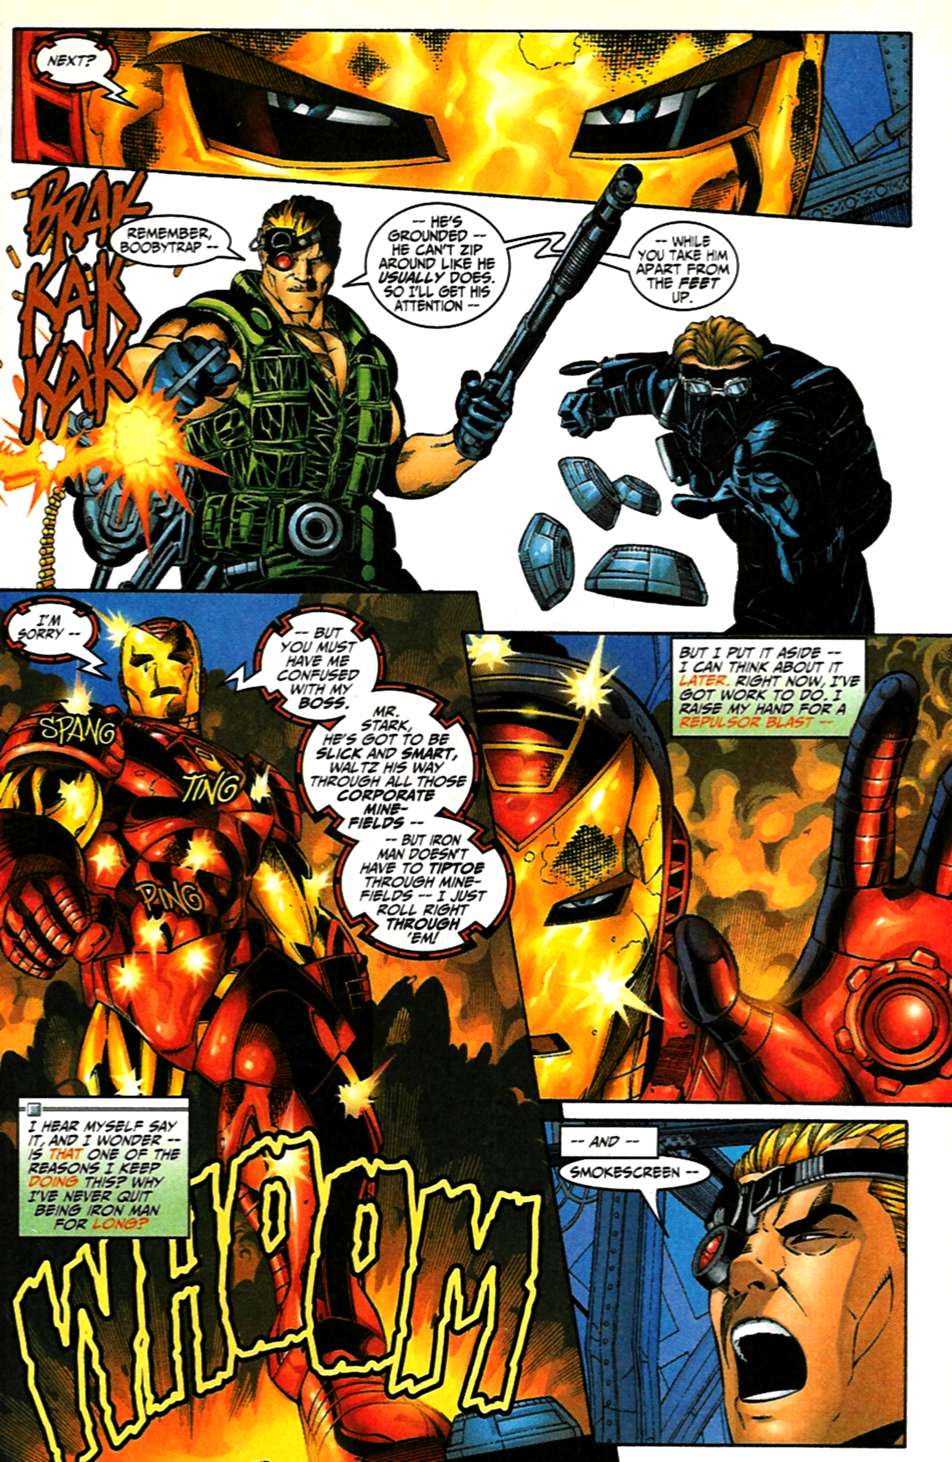 NEXT?
BRAK
KAK
KAK
REMEMBER,
BOOBYTRAP --
-- HE'S
GROUNDED --
HE CAN'T ZIP
AROUND LIKE HE
USUALLY DOES.
SO I'LL GET HIS
ATTENTION --
-- WHILE
YOU TAKE HIM
APART FROM
THE FEET
UP.
I'M
SORRY --
-- BUT
YOU MUST
HAVE ME
CONFUSED
WITH MY
BOSS.
MR.
STARK,
HE'S GOT TO BE
SLICK AND SMART,
WALTZ HIS WAY
THROUGH ALL THOSE
CORPORATE
MINE-
FIELDS --
-- BUT IRON
MAN DOESN'T
HAVE TO TIPTOE
THROUGH MINE-
FIELDS -- I JUST
ROLL RIGHT
THROUGH
'EM!
SPANG
TING
PING
I HEAR MYSELF SAY
IT, AND I WONDER --
IS THAT ONE OF THE
REASONS I KEEP
DOING THIS? WHY
I'VE NEVER QUIT
BEING IRON MAN
FOR LONG?
WHOOM
BUT I PUT IT ASIDE --
I CAN THINK ABOUT IT
LATER. RIGHT NOW, I'VE
GOT WORK TO DO. I
RAISE MY HAND FOR A
REPULSOR BLAST --
-- AND --
SMOKESCREEN --